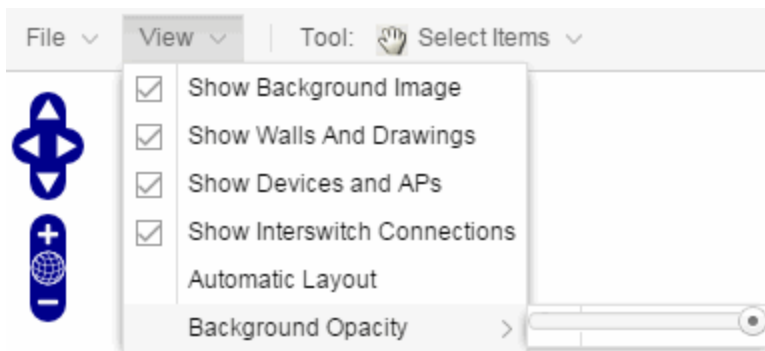 File View Tool: Select Items
Show Background Image
Show Walls And Drawings
Show Devices and APs
Show Interswitch Connections
Automatic Layout
Background Opacity